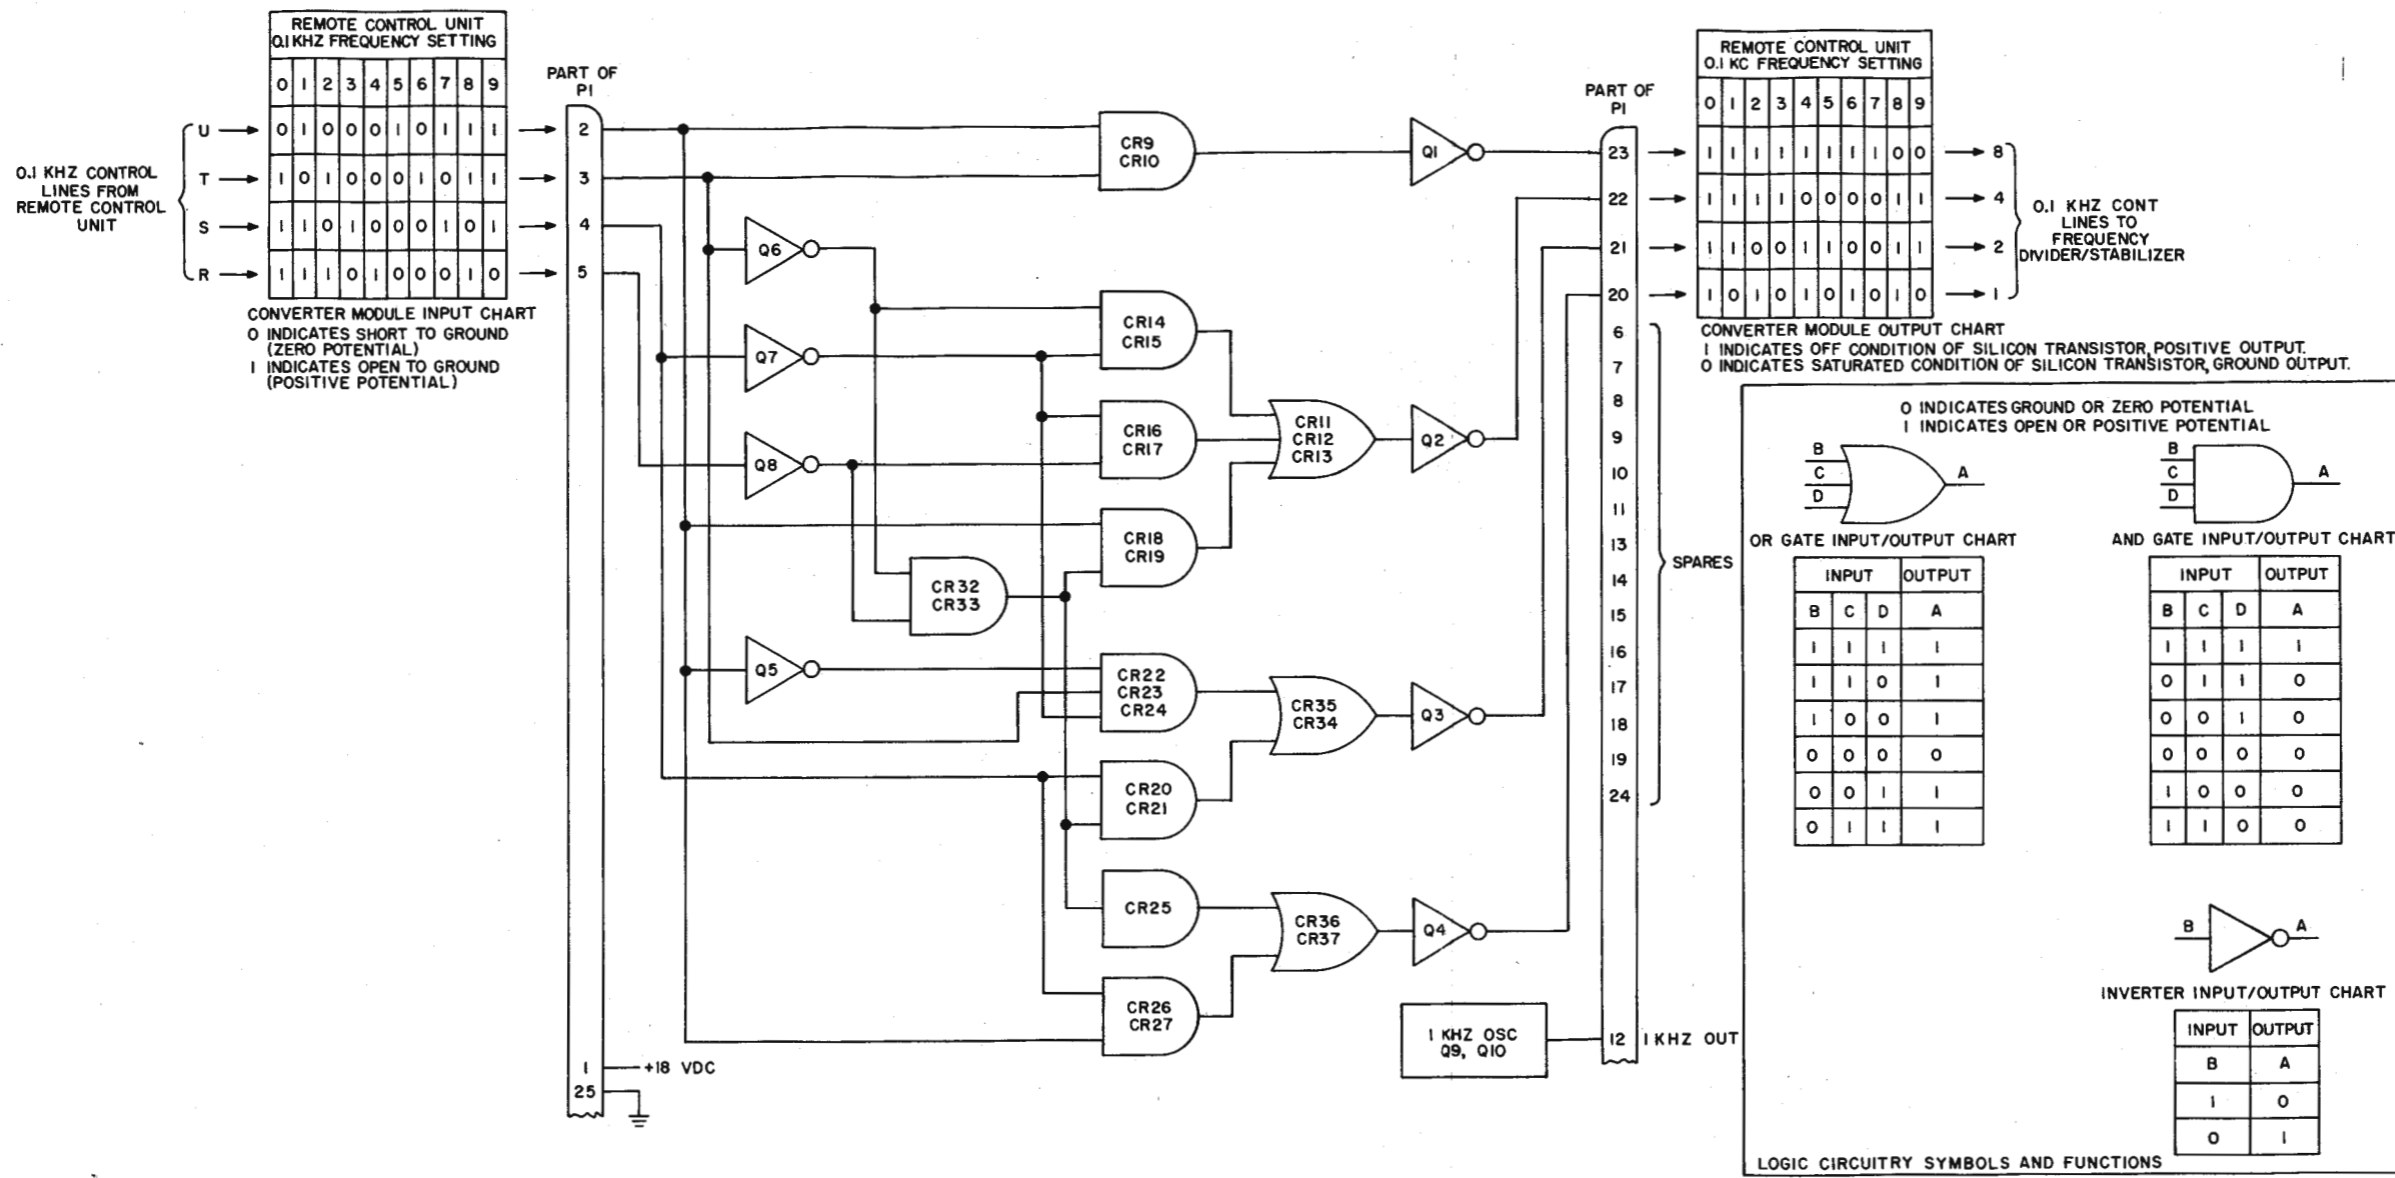 REMOTE CONTROL UNIT
0.1 KHZ FREQUENCY SETTING
0 1 2 3 4 5 6 7 8 9
U 0 1 0 0 0 1 0 1 1 1
T 1 0 1 0 0 0 1 0 1 1
S 1 1 0 1 0 0 0 1 0 1
R 1 1 1 0 1 0 0 0 1 0
0.1 KHZ CONTROL
LINES FROM
REMOTE CONTROL
UNIT
CONVERTER MODULE INPUT CHART
0 INDICATES SHORT TO GROUND
(ZERO POTENTIAL)
1 INDICATES OPEN TO GROUND
(POSITIVE POTENTIAL)
PART OF
P1
2
3
4
5
1
25
+18 VDC
Q6
Q7
Q8
Q5
CR32
CR33
CR9
CR10
CR14
CR15
CR16
CR17
CR18
CR19
CR22
CR23
CR24
CR20
CR21
CR25
CR26
CR27
CR11
CR12
CR13
CR35
CR34
CR36
CR37
Q1
Q2
Q3
Q4
1 KHZ OSC
Q9, Q10
PART OF
P1
23
22
21
20
6
7
8
9
10
11
13
14
15
16
17
18
19
24
SPARES
12 1 KHZ OUT
REMOTE CONTROL UNIT
0.1 KC FREQUENCY SETTING
0 1 2 3 4 5 6 7 8 9
1 1 1 1 1 1 1 1 0 0 8
1 1 1 1 0 0 0 0 1 1 4
1 1 0 0 1 1 0 0 1 1 2
1 0 1 0 1 0 1 0 1 0 1
0.1 KHZ CONT
LINES TO
FREQUENCY
DIVIDER/STABILIZER
CONVERTER MODULE OUTPUT CHART
1 INDICATES OFF CONDITION OF SILICON TRANSISTOR, POSITIVE OUTPUT.
0 INDICATES SATURATED CONDITION OF SILICON TRANSISTOR, GROUND OUTPUT.
0 INDICATES GROUND OR ZERO POTENTIAL
1 INDICATES OPEN OR POSITIVE POTENTIAL
B
C
D
A
OR GATE INPUT/OUTPUT CHART
INPUT OUTPUT
B C D A
1 1 1 1
1 1 0 1
1 0 0 1
0 0 0 0
0 0 1 1
0 1 1 1
B
C
D
A
AND GATE INPUT/OUTPUT CHART
INPUT OUTPUT
B C D A
1 1 1 1
0 1 1 0
0 0 1 0
0 0 0 0
1 0 0 0
1 1 0 0
B A
INVERTER INPUT/OUTPUT CHART
INPUT OUTPUT
B A
1 0
0 1
LOGIC CIRCUITRY SYMBOLS AND FUNCTIONS